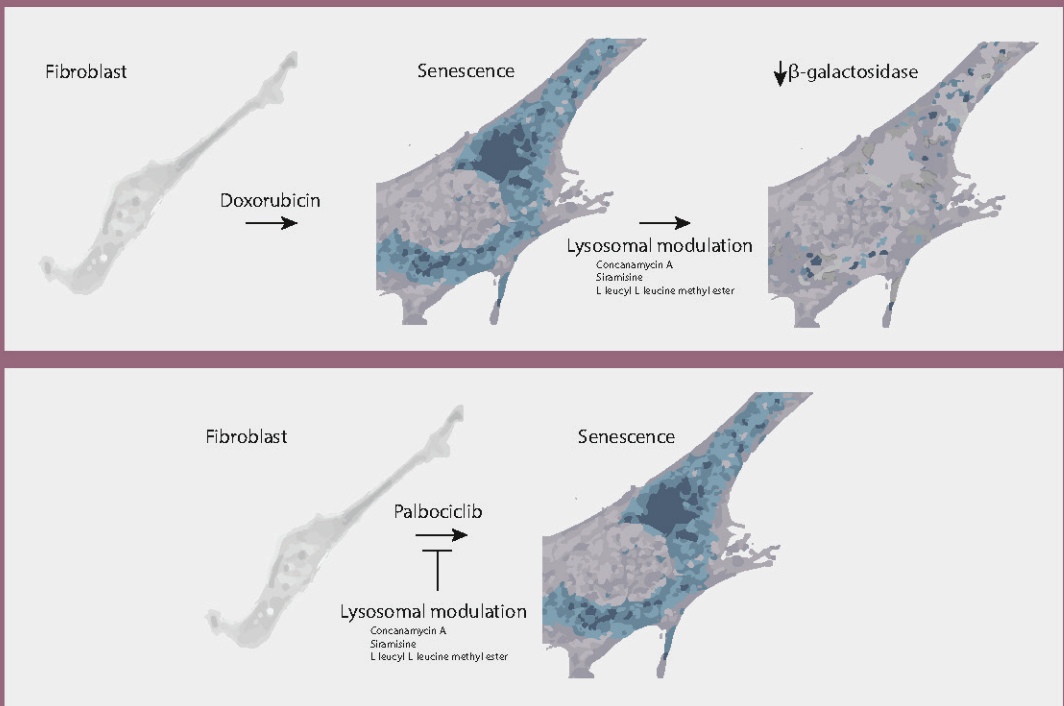 Fibroblast
Senescence
↓β-galactosidase
Doxorubicin
Lysosomal modulation
Concanamycin A
Siramisine
L leucyl L leucine methyl ester
Fibroblast
Senescence
Palbociclib
Lysosomal modulation
Concanamycin A
Siramisine
L leucyl L leucine methyl ester